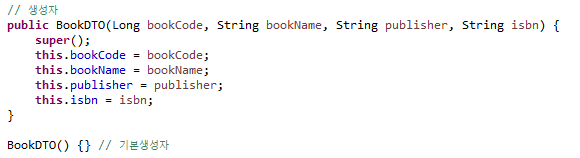 // 생성자
public BookDTO(Long bookCode, String bookName, String publisher, String isbn) {
    super();
    this.bookCode = bookCode;
    this.bookName = bookName;
    this.publisher = publisher;
    this.isbn = isbn;
}
BookDTO() {} // 기본생성자